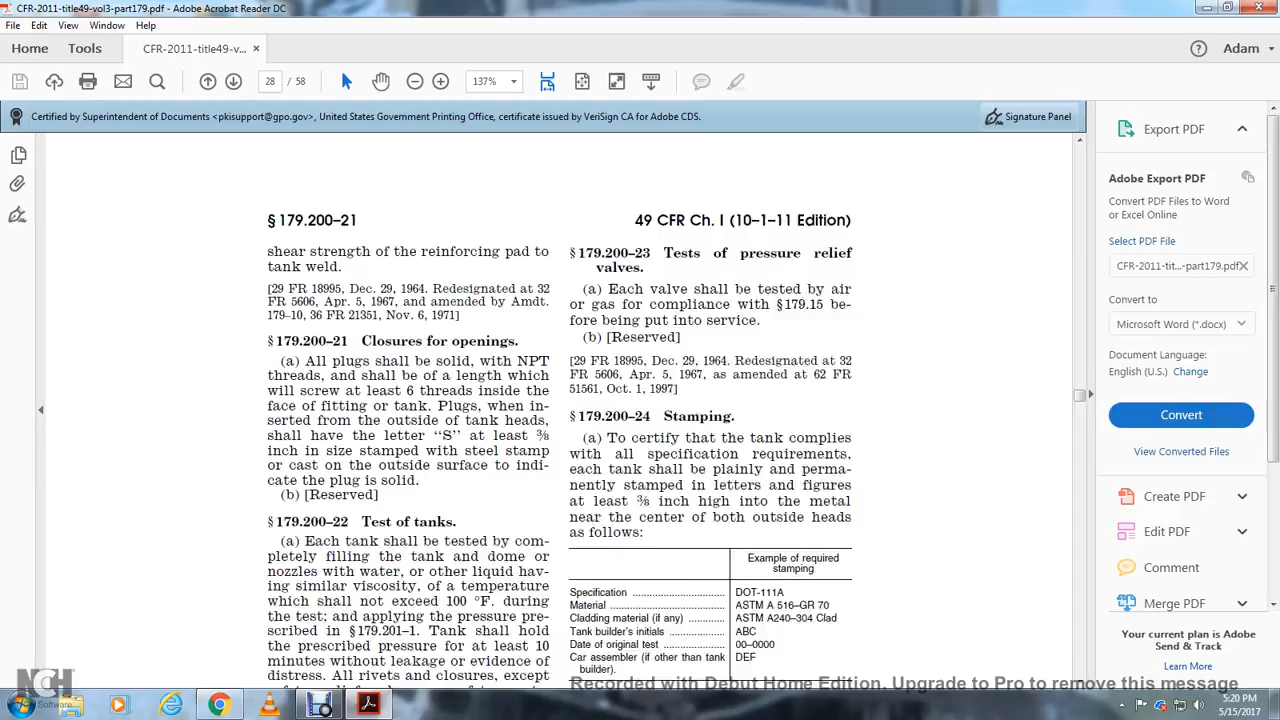 CFR-2011-title49-vol3-part179.pdf - Adobe Acrobat Reader DC
File Edit View Window Help
Home Tools CFR-2011-title49-v... × Adam
28 / 58 137%
Certified by Superintendent of Documents <pkisupport@gpo.gov>, United States Government Printing Office, certificate issued by VeriSign CA for Adobe CDS.
Signature Panel
§ 179.200–21
shear strength of the reinforcing pad to
tank weld.
[29 FR 18995, Dec. 29, 1964. Redesignated at 32
FR 5606, Apr. 5, 1967, and amended by Amdt.
179–10, 36 FR 21351, Nov. 6, 1971]
§ 179.200–21 Closures for openings.
(a) All plugs shall be solid, with NPT
threads, and shall be of a length which
will screw at least 6 threads inside the
face of fitting or tank. Plugs, when in-
serted from the outside of tank heads,
shall have the letter ‘‘S’’ at least 3⁄8
inch in size stamped with steel stamp
or cast on the outside surface to indi-
cate the plug is solid.
(b) [Reserved]
§ 179.200–22 Test of tanks.
(a) Each tank shall be tested by com-
pletely filling the tank and dome or
nozzles with water, or other liquid hav-
ing similar viscosity, of a temperature
which shall not exceed 100 °F. during
the test; and applying the pressure pre-
scribed in § 179.201–1. Tank shall hold
the prescribed pressure for at least 10
minutes without leakage or evidence of
distress. All rivets and closures, except
49 CFR Ch. I (10–1–11 Edition)
§ 179.200–23 Tests of pressure relief
valves.
(a) Each valve shall be tested by air
or gas for compliance with § 179.15 be-
fore being put into service.
(b) [Reserved]
[29 FR 18995, Dec. 29, 1964. Redesignated at 32
FR 5606, Apr. 5, 1967, as amended at 62 FR
51561, Oct. 1, 1997]
§ 179.200–24 Stamping.
(a) To certify that the tank complies
with all specification requirements,
each tank shall be plainly and perma-
nently stamped in letters and figures
at least 3⁄8 inch high into the metal
near the center of both outside heads
as follows:
Example of required
stamping
Specification .................................. DOT-111A
Material ......................................... ASTM A 516–GR 70
Cladding material (if any) ............ ASTM A240–304 Clad
Tank builder's initials .................... ABC
Date of original test ...................... 00–0000
Car assembler (if other than tank DEF
builder).
Export PDF
Adobe Export PDF
Convert PDF Files to Word
or Excel Online
Select PDF File
CFR-2011-tit...-part179.pdf
Convert to
Microsoft Word (*.docx)
Document Language:
English (U.S.) Change
Convert
View Converted Files
Create PDF
Edit PDF
Comment
Merge PDF
Your current plan is Adobe
Send & Track
Learn More
Recorded with Debut Home Edition. Upgrade to Pro to remove this message
NCH
Software
5:20 PM
5/15/2017